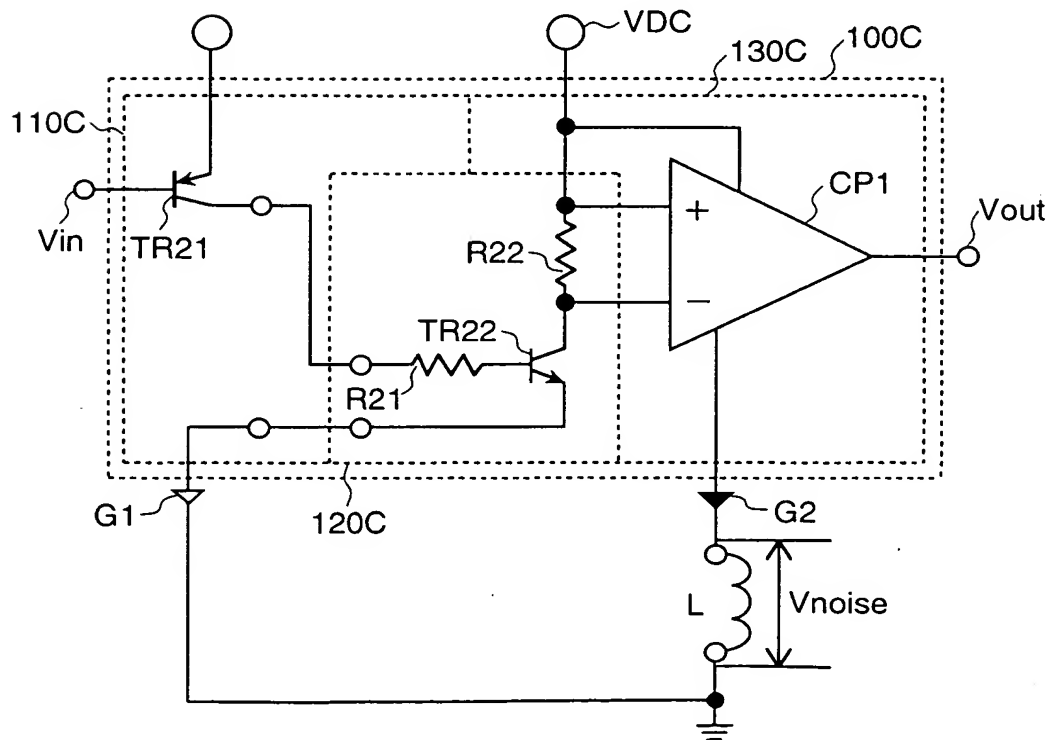 VDC
100C
130C
110C
CP1
+
Vin
TR21
Vout
R22
−
TR22
R21
G1
120C
G2
L
Vnoise